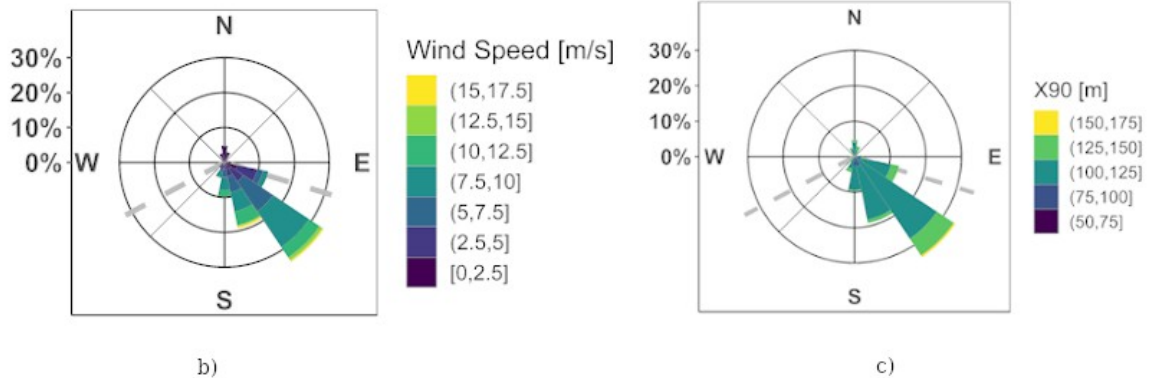 N
30%
20%
10%
0%
W
E
S
Wind Speed [m/s]
(15,17.5]
(12.5,15]
(10,12.5]
(7.5,10]
(5,7.5]
(2.5,5]
[0,2.5]
b)
N
30%
20%
10%
0%
W
E
S
X90 [m]
(150,175]
(125,150]
(100,125]
(75,100]
(50,75]
c)